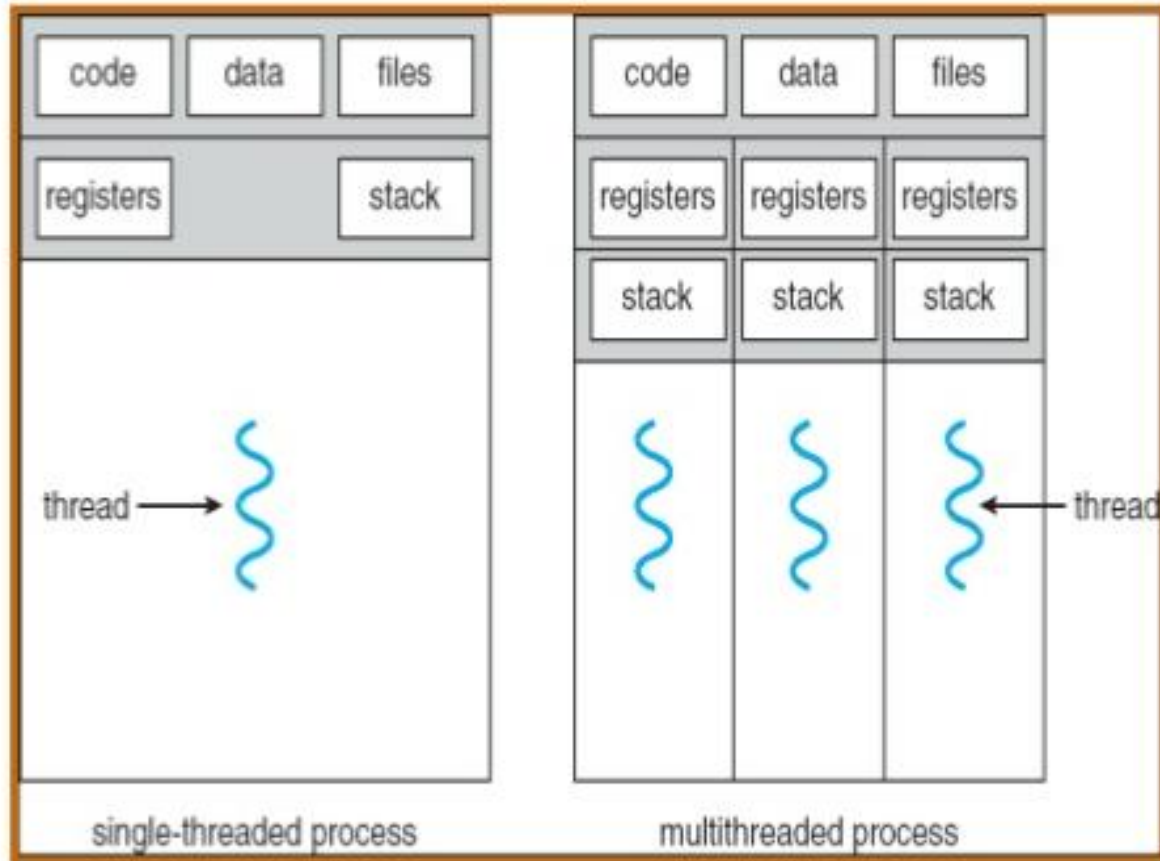 code data files
registers stack
thread
single-threaded process
code data files
registers registers registers
stack stack stack
thread
multithreaded process